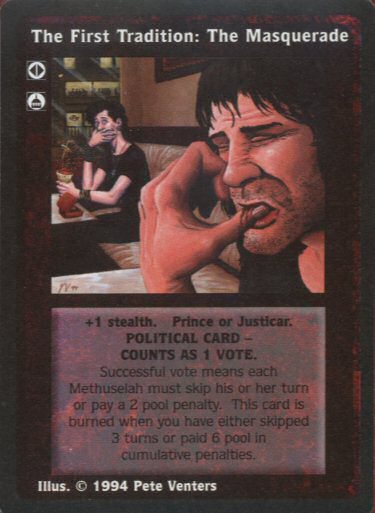 The First Tradition: The Masquerade
PV 94
+1 stealth. Prince or Justicar.
POLITICAL CARD –
COUNTS AS 1 VOTE.
Successful vote means each
Methuselah must skip his or her turn
or pay a 2 pool penalty. This card is
burned when you have either skipped
3 turns or paid 6 pool in
cumulative penalties.
Illus. © 1994 Pete Venters